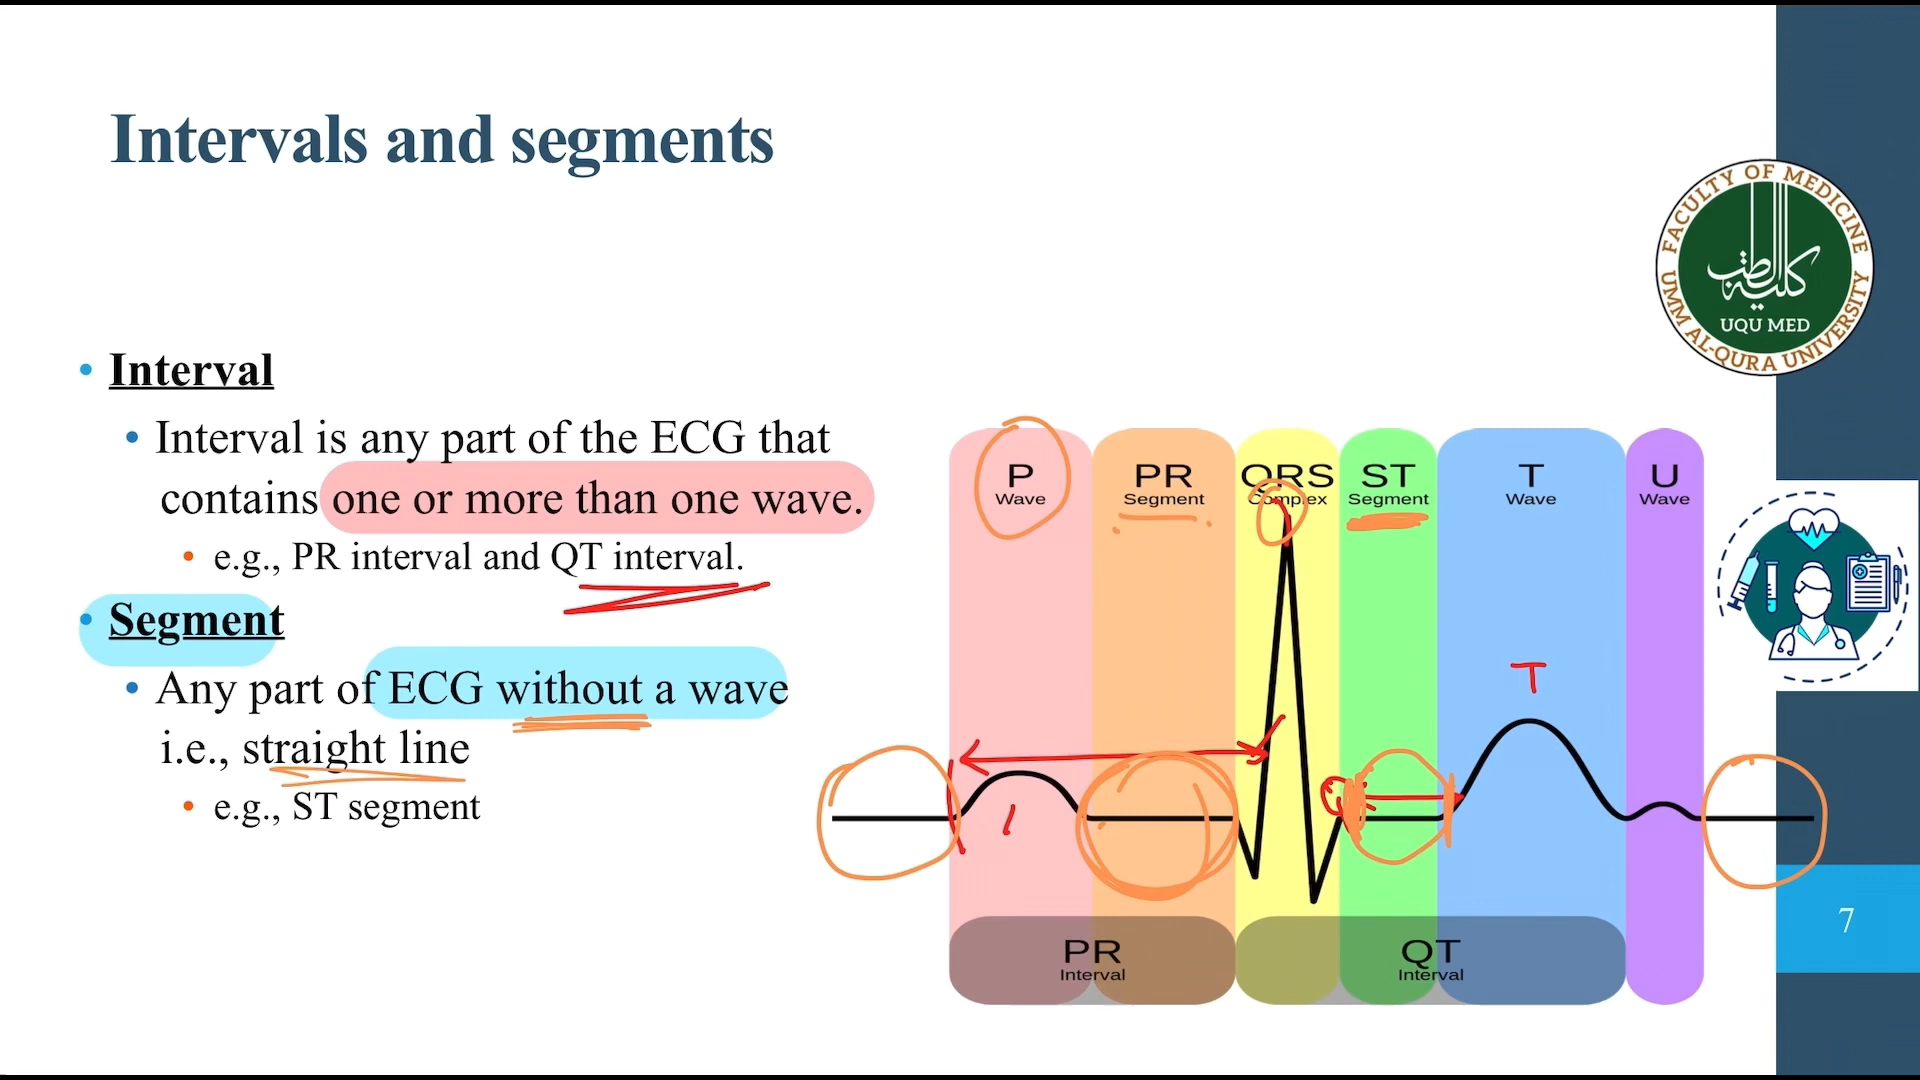 Intervals and segments
FACULTY OF MEDICINE
كلية الطب
UQU MED
UMM AL-QURA UNIVERSITY
• Interval
• Interval is any part of the ECG that
contains one or more than one wave.
• e.g., PR interval and QT interval.
• Segment
• Any part of ECG without a wave
i.e., straight line
• e.g., ST segment
P
Wave
PR
Segment
QRS
Complex
ST
Segment
T
Wave
U
Wave
T
PR
Interval
QT
Interval
7